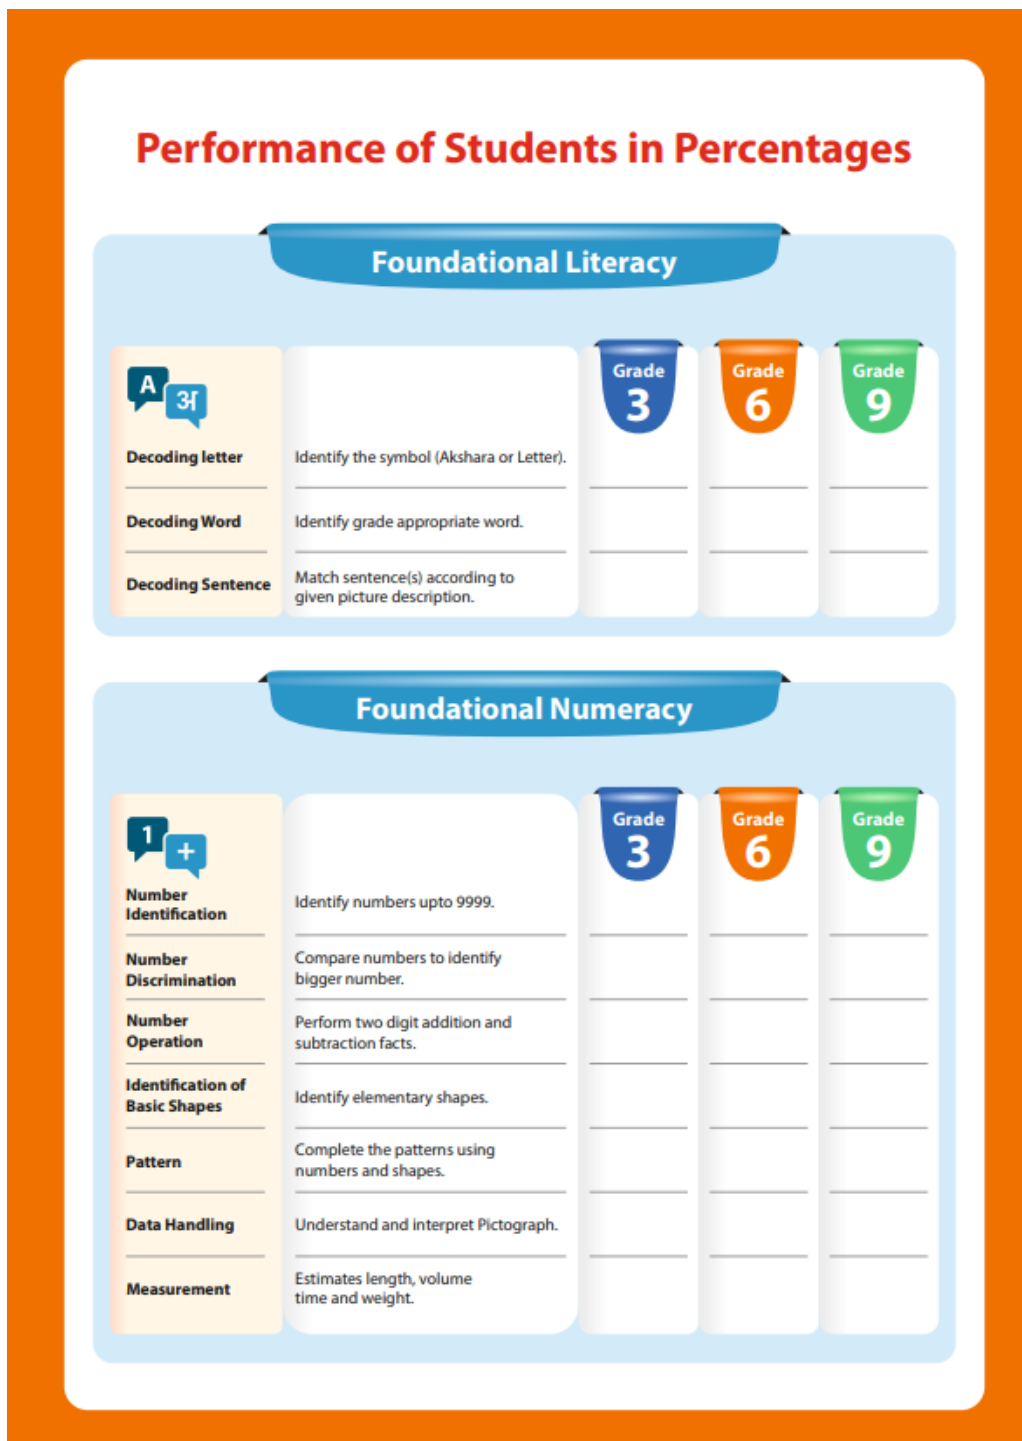 Performance of Students in Percentages
Foundational Literacy
A
अ
Grade
3
Grade
6
Grade
9
Decoding letter
Identify the symbol (Akshara or Letter).
Decoding Word
Identify grade appropriate word.
Decoding Sentence
Match sentence(s) according to
given picture description.
Foundational Numeracy
1
+
Grade
3
Grade
6
Grade
9
Number
Identification
Identify numbers upto 9999.
Number
Discrimination
Compare numbers to identify
bigger number.
Number
Operation
Perform two digit addition and
subtraction facts.
Identification of
Basic Shapes
Identify elementary shapes.
Pattern
Complete the patterns using
numbers and shapes.
Data Handling
Understand and interpret Pictograph.
Measurement
Estimates length, volume
time and weight.